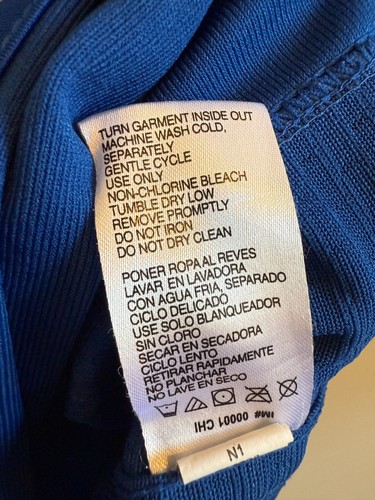 TURN GARMENT INSIDE OUT
MACHINE WASH COLD,
SEPARATELY
GENTLE CYCLE
USE ONLY
NON-CHLORINE BLEACH
TUMBLE DRY LOW
REMOVE PROMPTLY
DO NOT IRON
DO NOT DRY CLEAN
PONER ROPA AL REVES
LAVAR EN LAVADORA
CON AGUA FRIA, SEPARADO
CICLO DELICADO
USE SOLO BLANQUEADOR
SIN CLORO
SECAR EN SECADORA
CICLO LENTO
RETIRAR RAPIDAMENTE
NO PLANCHAR
NO LAVE EN SECO
IM# 00001 CHI
N1